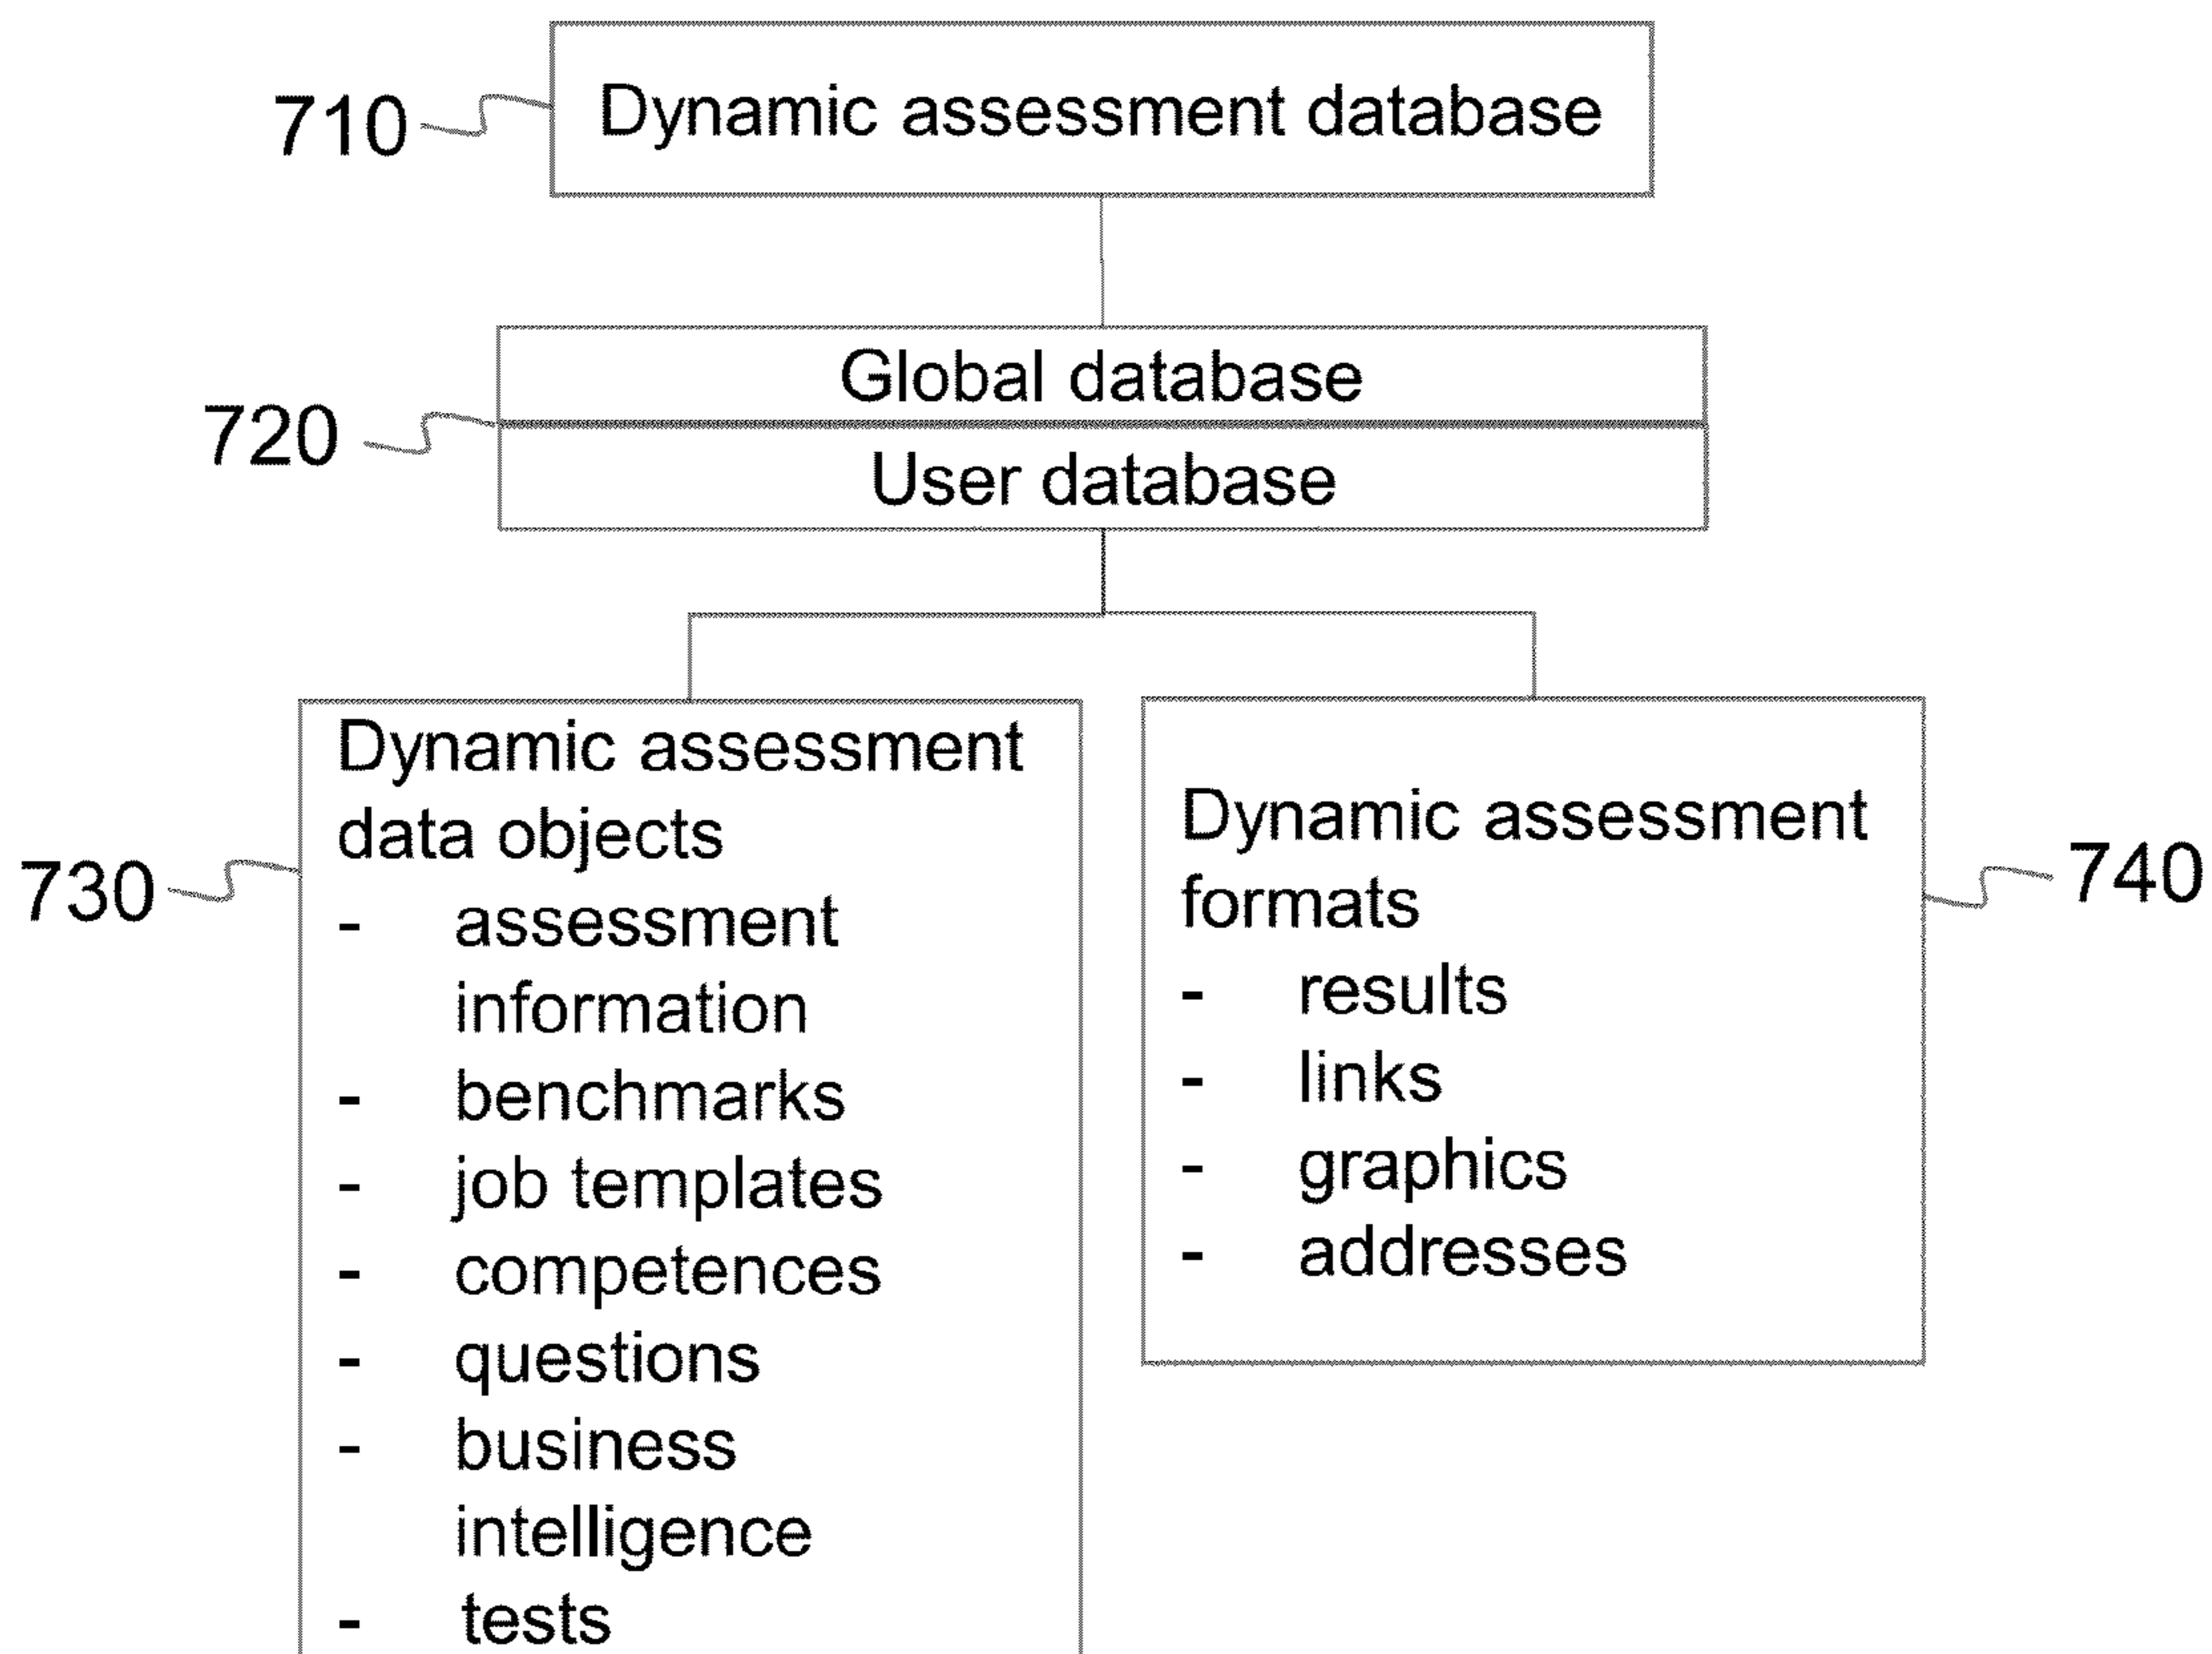 710
Dynamic assessment database
720
Global database
User database
730
Dynamic assessment
data objects
- assessment
information
- benchmarks
- job templates
- competences
- questions
- business
intelligence
- tests
Dynamic assessment
formats
- results
- links
- graphics
- addresses
740